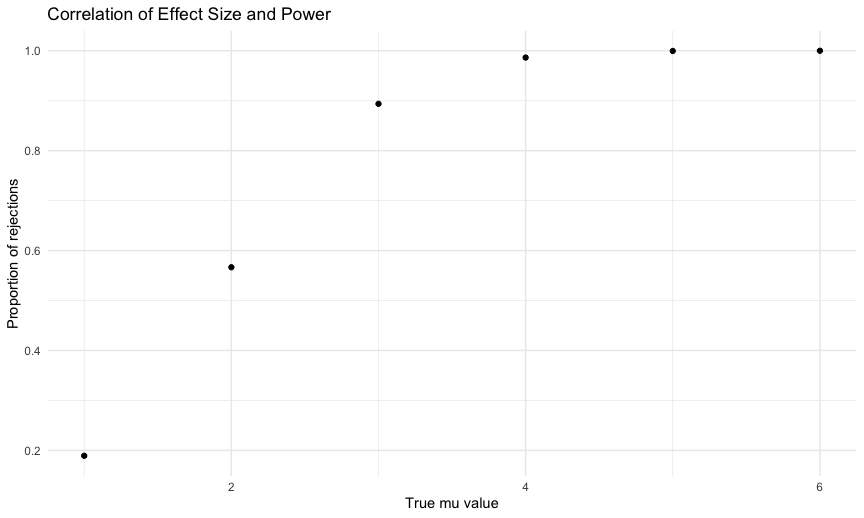 Correlation of Effect Size and Power
Proportion of rejections
1.0
0.8
0.6
0.4
0.2
2
4
6
True mu value